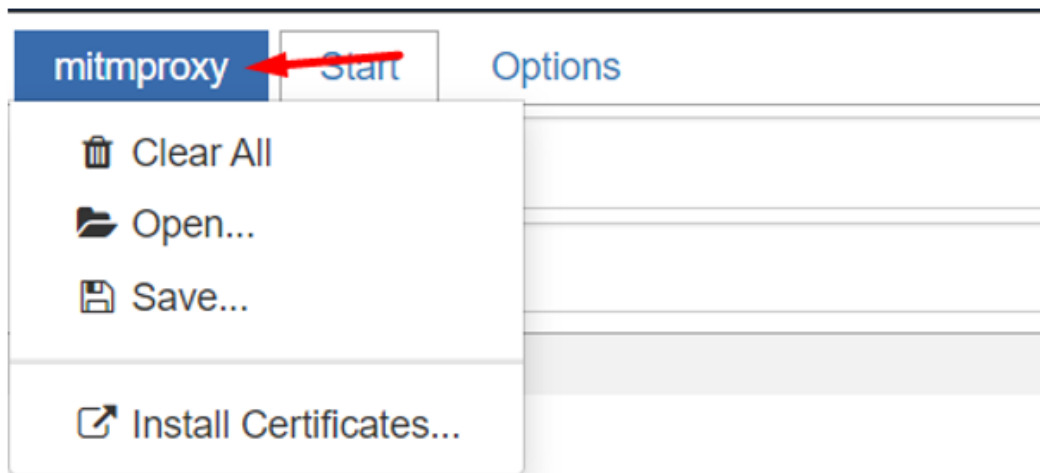 mitmproxy Start Options
Clear All
Open...
Save...
Install Certificates...